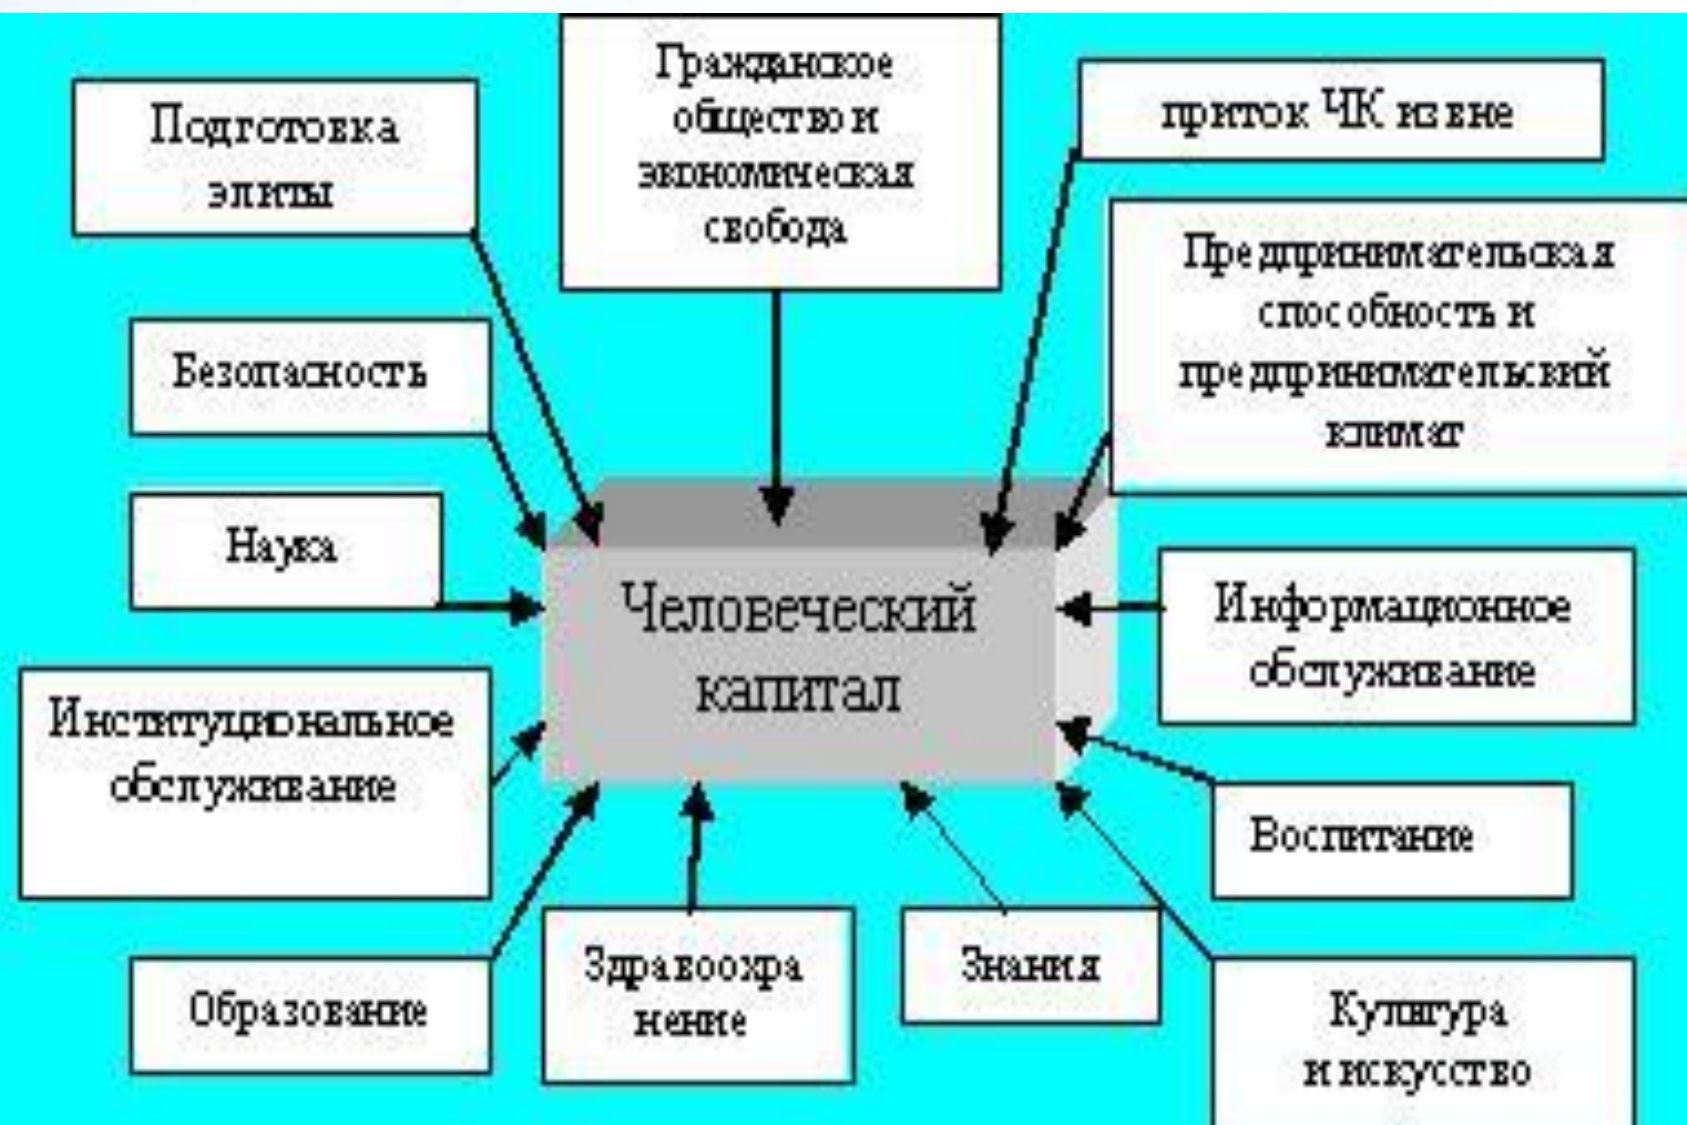 Гражданское
общество и
экономическая
свобода
Подготовка
элиты
приток ЧК извне
Предпринимательская
способность и
предпринимательский
климат
Безопасность
Наука
Человеческий
капитал
Информационное
обслуживание
Институциональное
обслуживание
Воспитание
Образование
Здравоохра
нение
Знания
Культура
и искусство